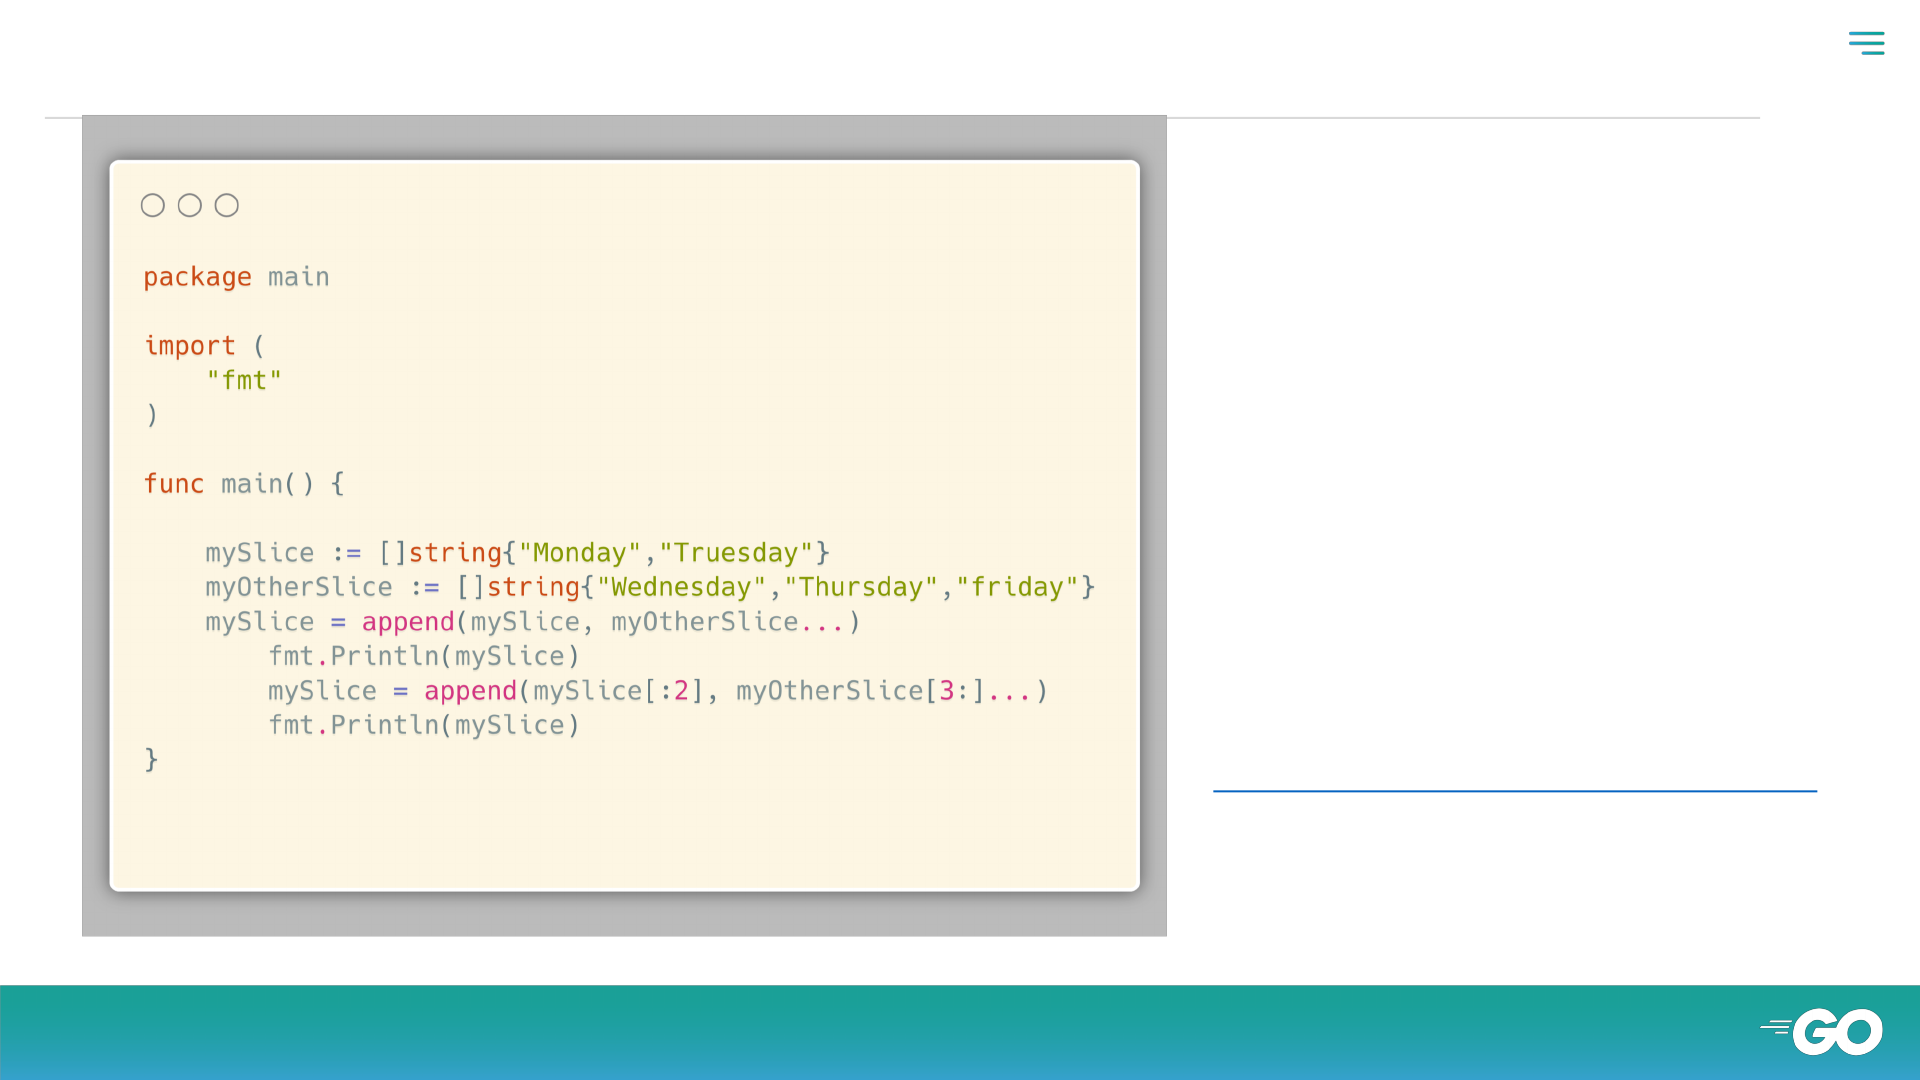 package main
import (
"fmt"
)
func main() {
mySlice := []string{"Monday","Truesday"}
myOtherSlice := []string{"Wednesday","Thursday","friday"}
mySlice = append(mySlice, myOtherSlice...)
fmt.Println(mySlice)
mySlice = append(mySlice[:2], myOtherSlice[3:]...)
fmt.Println(mySlice)
}
GO